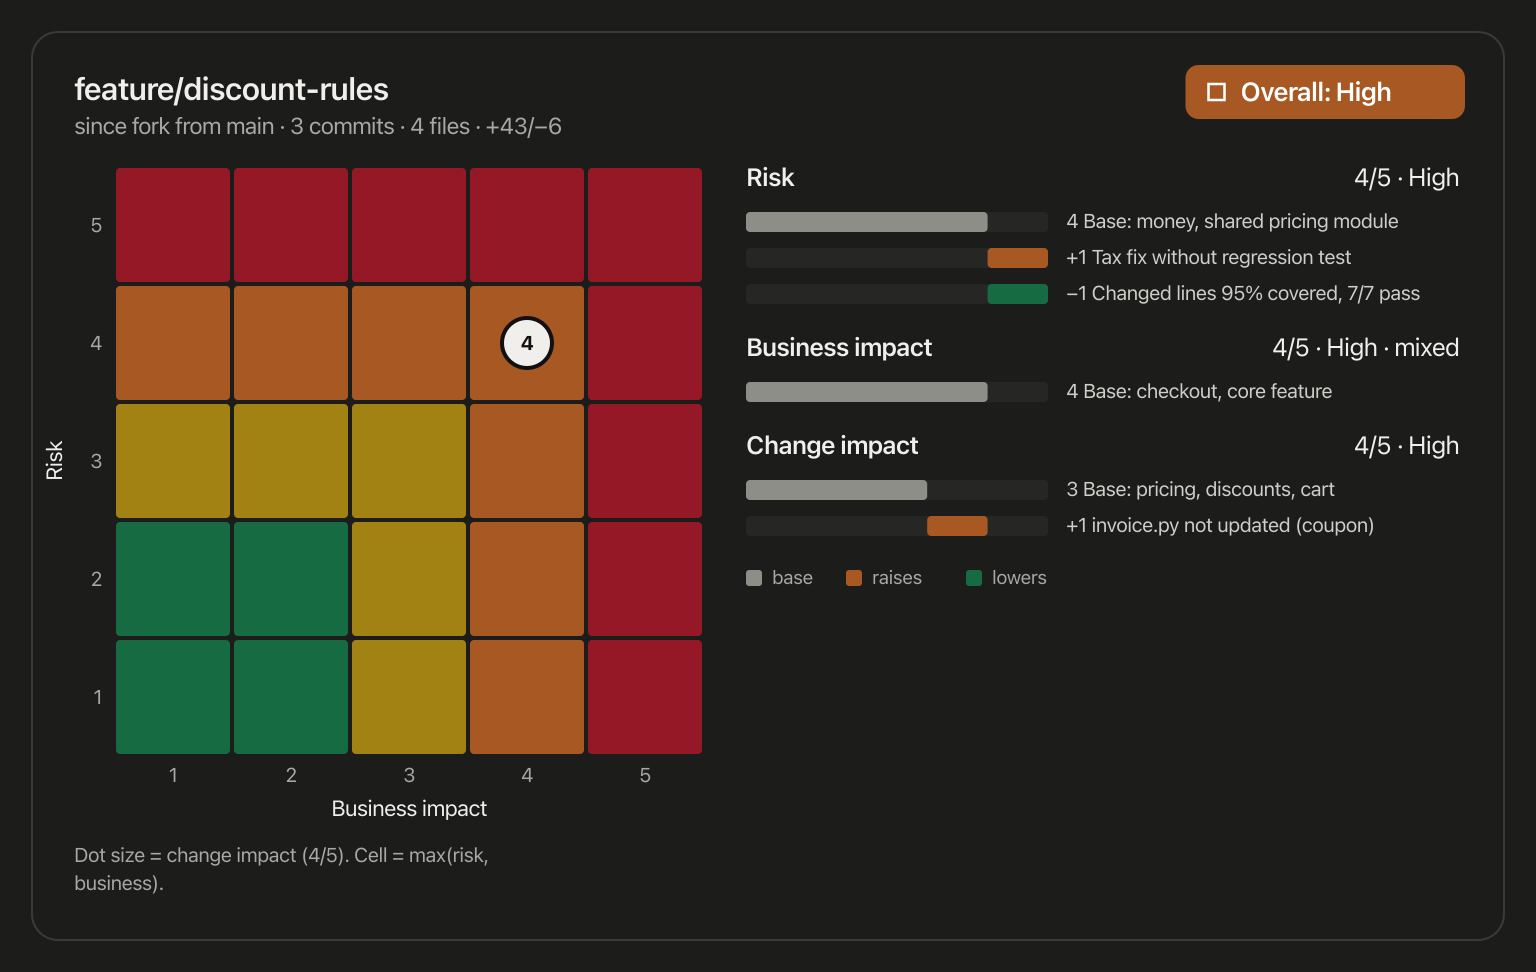 feature/discount-rules
since fork from main · 3 commits · 4 files · +43/−6
Overall: High
5
4
3
2
1
Risk
4
1
2
3
4
5
Business impact
Dot size = change impact (4/5). Cell = max(risk,
business).
Risk
4/5 · High
4 Base: money, shared pricing module
+1 Tax fix without regression test
−1 Changed lines 95% covered, 7/7 pass
Business impact
4/5 · High · mixed
4 Base: checkout, core feature
Change impact
4/5 · High
3 Base: pricing, discounts, cart
+1 invoice.py not updated (coupon)
base
raises
lowers